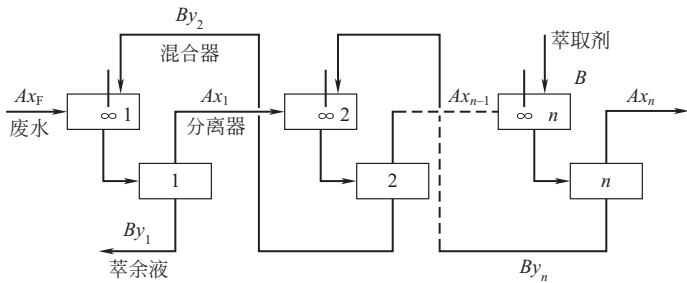 By₂
萃取剂
混合器
B
Ax_F
Ax₁
Ax_{n–1}
Ax_n
∞ 1
∞ 2
∞ n
废水
分离器
1
2
n
By₁
萃余液
By_n